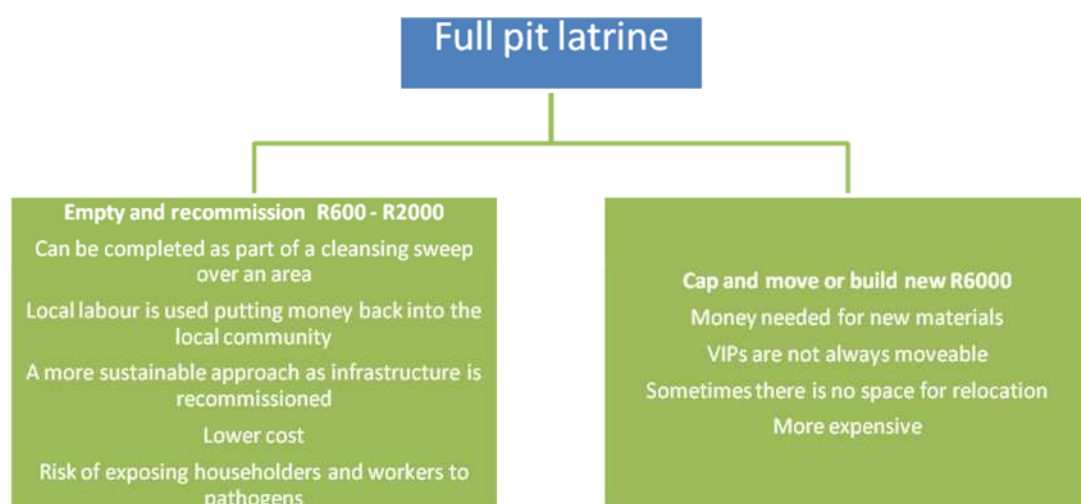 Full pit latrine
Empty and recommission R600 - R2000
Can be completed as part of a cleansing sweep
over an area
Local labour is used putting money back into the
local community
A more sustainable approach as infrastructure is
recommissioned
Lower cost
Risk of exposing householders and workers to
pathogens
Cap and move or build new R6000
Money needed for new materials
VIPs are not always moveable
Sometimes there is no space for relocation
More expensive